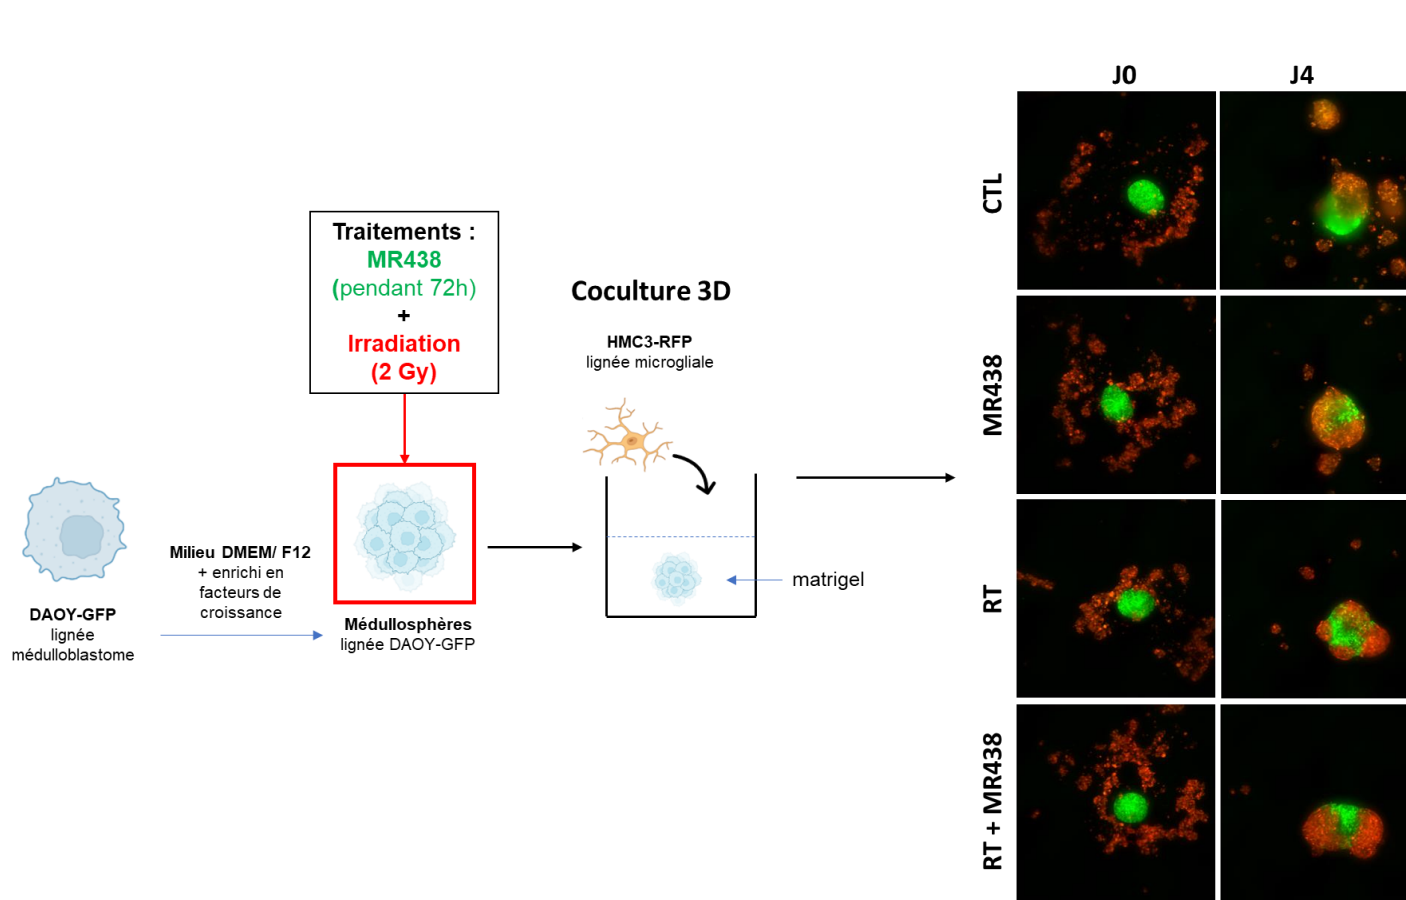 DAOY-GFP
lignée
médulloblastome
Milieu DMEM/ F12
+ enrichi en
facteurs de
croissance
Traitements :
MR438
(pendant 72h)
+
Irradiation
(2 Gy)
Médullosphères
lignée DAOY-GFP
Coculture 3D
HMC3-RFP
lignée microgliale
matrigel
J0
J4
CTL
MR438
RT
RT + MR438